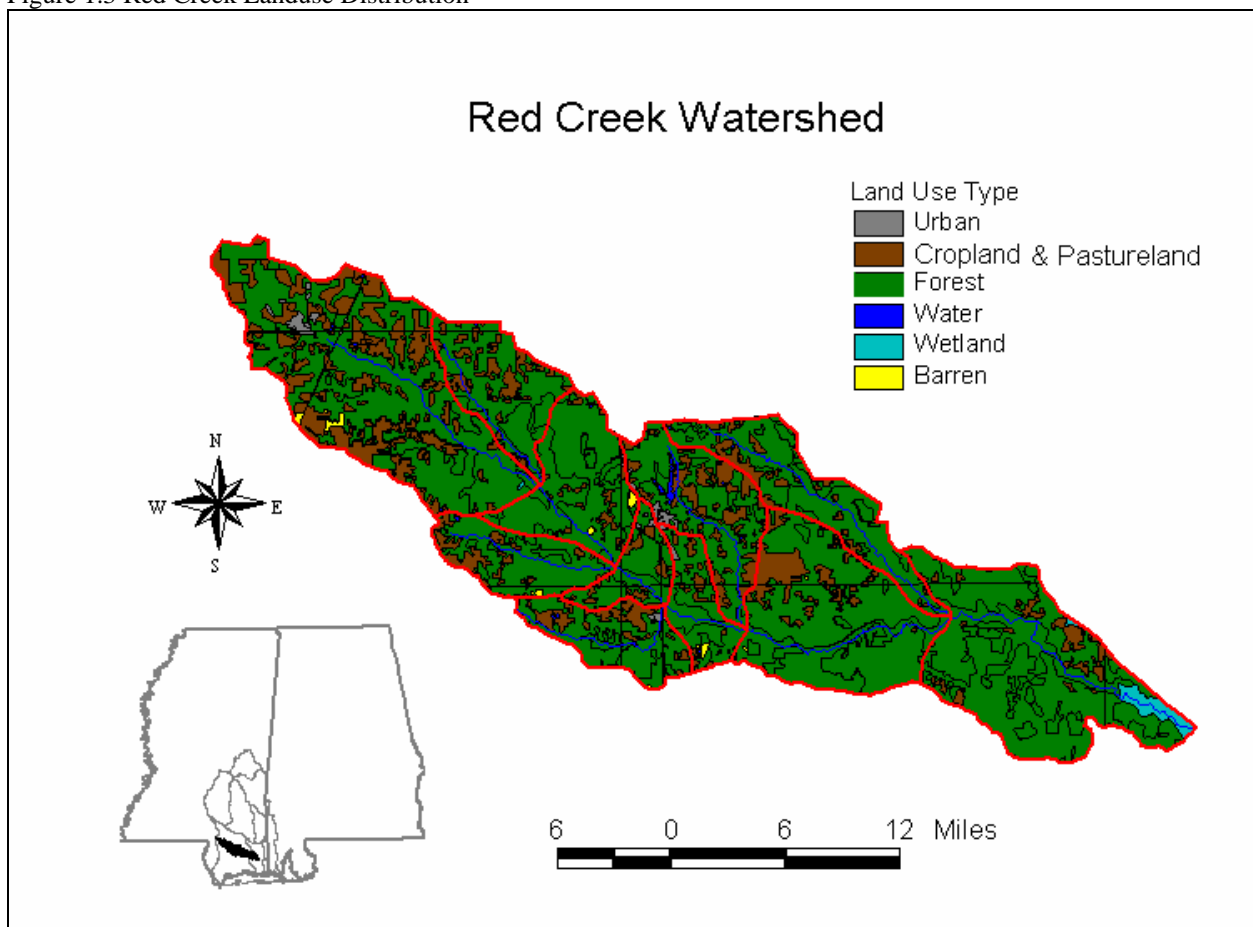 Figure 1.3 Red Creek Landuse Distribution
Red Creek Watershed
Land Use Type
Urban
Cropland & Pastureland
Forest
Water
Wetland
Barren
N
W E
S
6 0 6 12 Miles